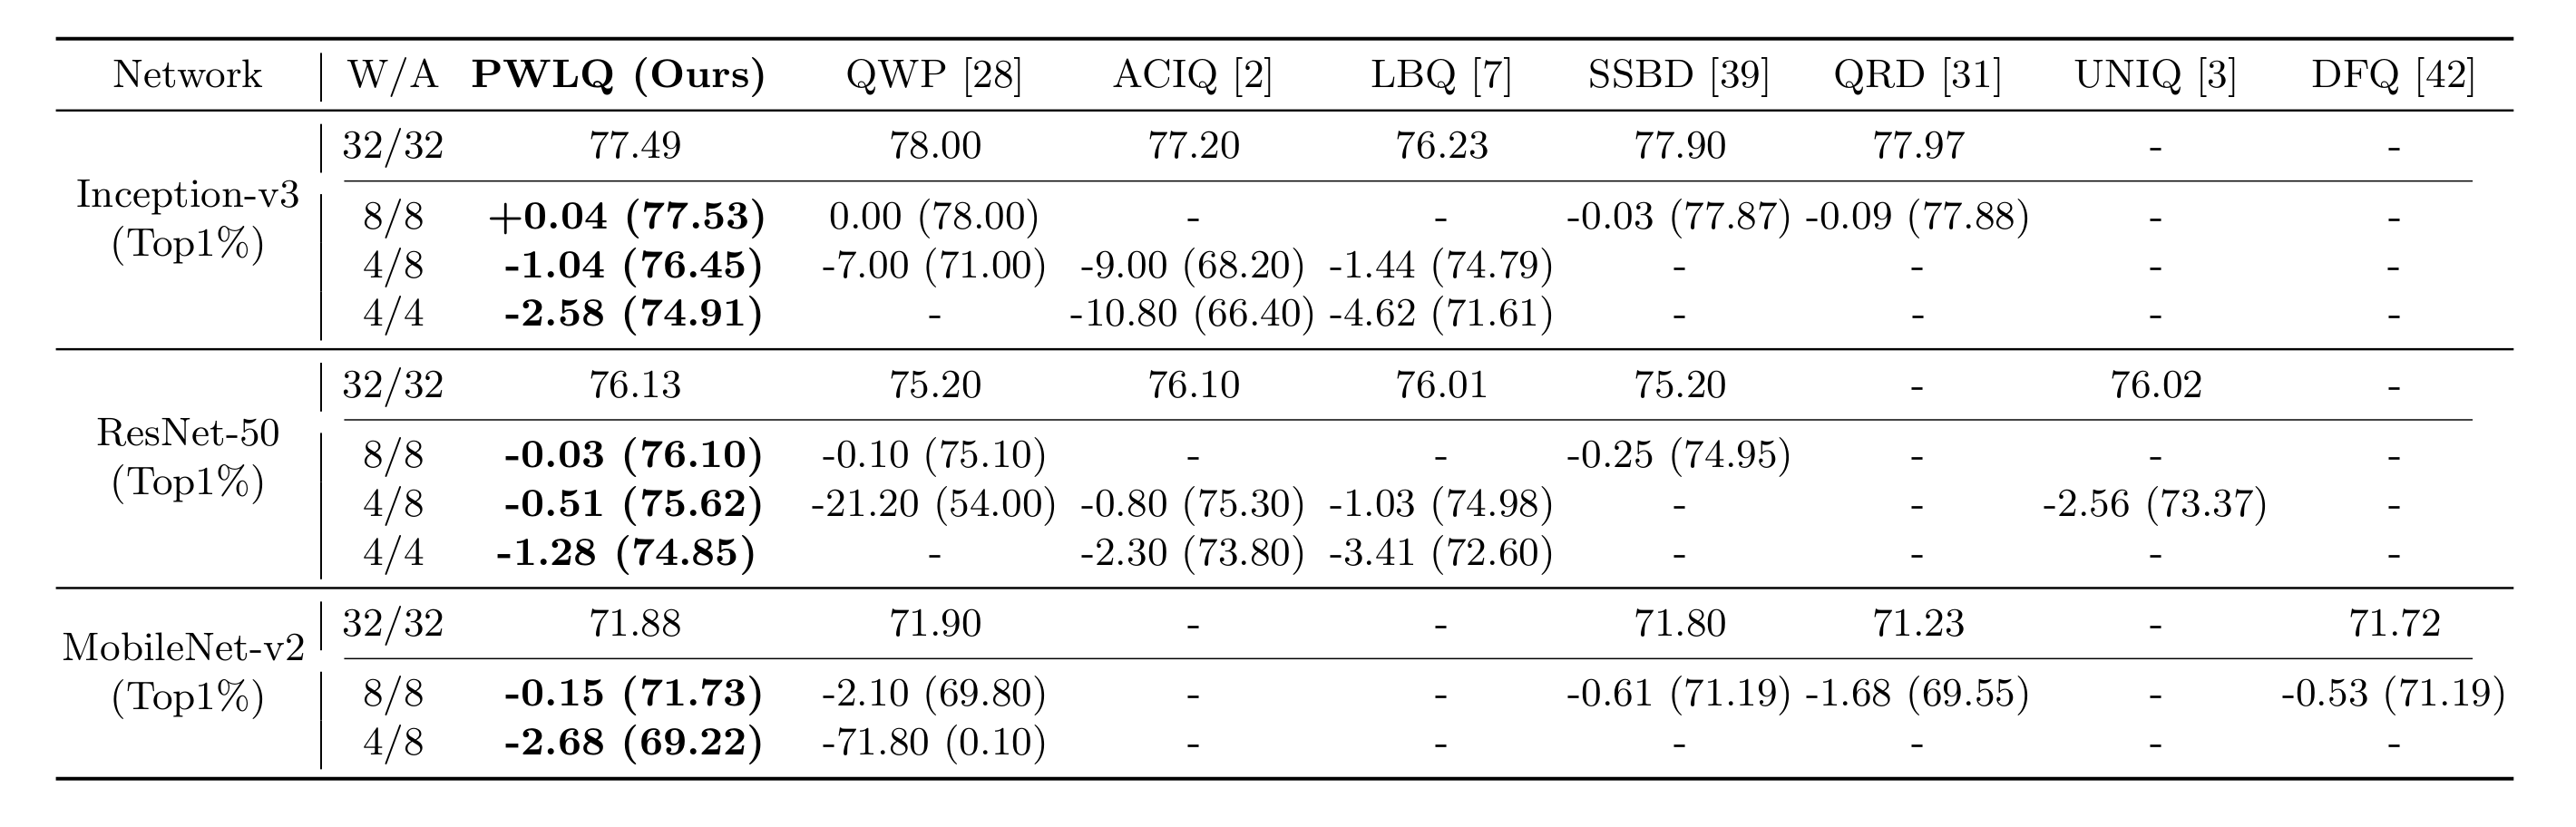 Network W/A PWLQ (Ours) QWP [28] ACIQ [2] LBQ [7] SSBD [39] QRD [31] UNIQ [3] DFQ [42]
Inception-v3
(Top1%)
32/32 77.49 78.00 77.20 76.23 77.90 77.97 - -
8/8 +0.04 (77.53) 0.00 (78.00) - - -0.03 (77.87) -0.09 (77.88) - -
4/8 -1.04 (76.45) -7.00 (71.00) -9.00 (68.20) -1.44 (74.79) - - - -
4/4 -2.58 (74.91) - -10.80 (66.40) -4.62 (71.61) - - - -
ResNet-50
(Top1%)
32/32 76.13 75.20 76.10 76.01 75.20 - 76.02 -
8/8 -0.03 (76.10) -0.10 (75.10) - - -0.25 (74.95) - - -
4/8 -0.51 (75.62) -21.20 (54.00) -0.80 (75.30) -1.03 (74.98) - - -2.56 (73.37) -
4/4 -1.28 (74.85) - -2.30 (73.80) -3.41 (72.60) - - - -
MobileNet-v2
(Top1%)
32/32 71.88 71.90 - - 71.80 71.23 - 71.72
8/8 -0.15 (71.73) -2.10 (69.80) - - -0.61 (71.19) -1.68 (69.55) - -0.53 (71.19)
4/8 -2.68 (69.22) -71.80 (0.10) - - - - - -